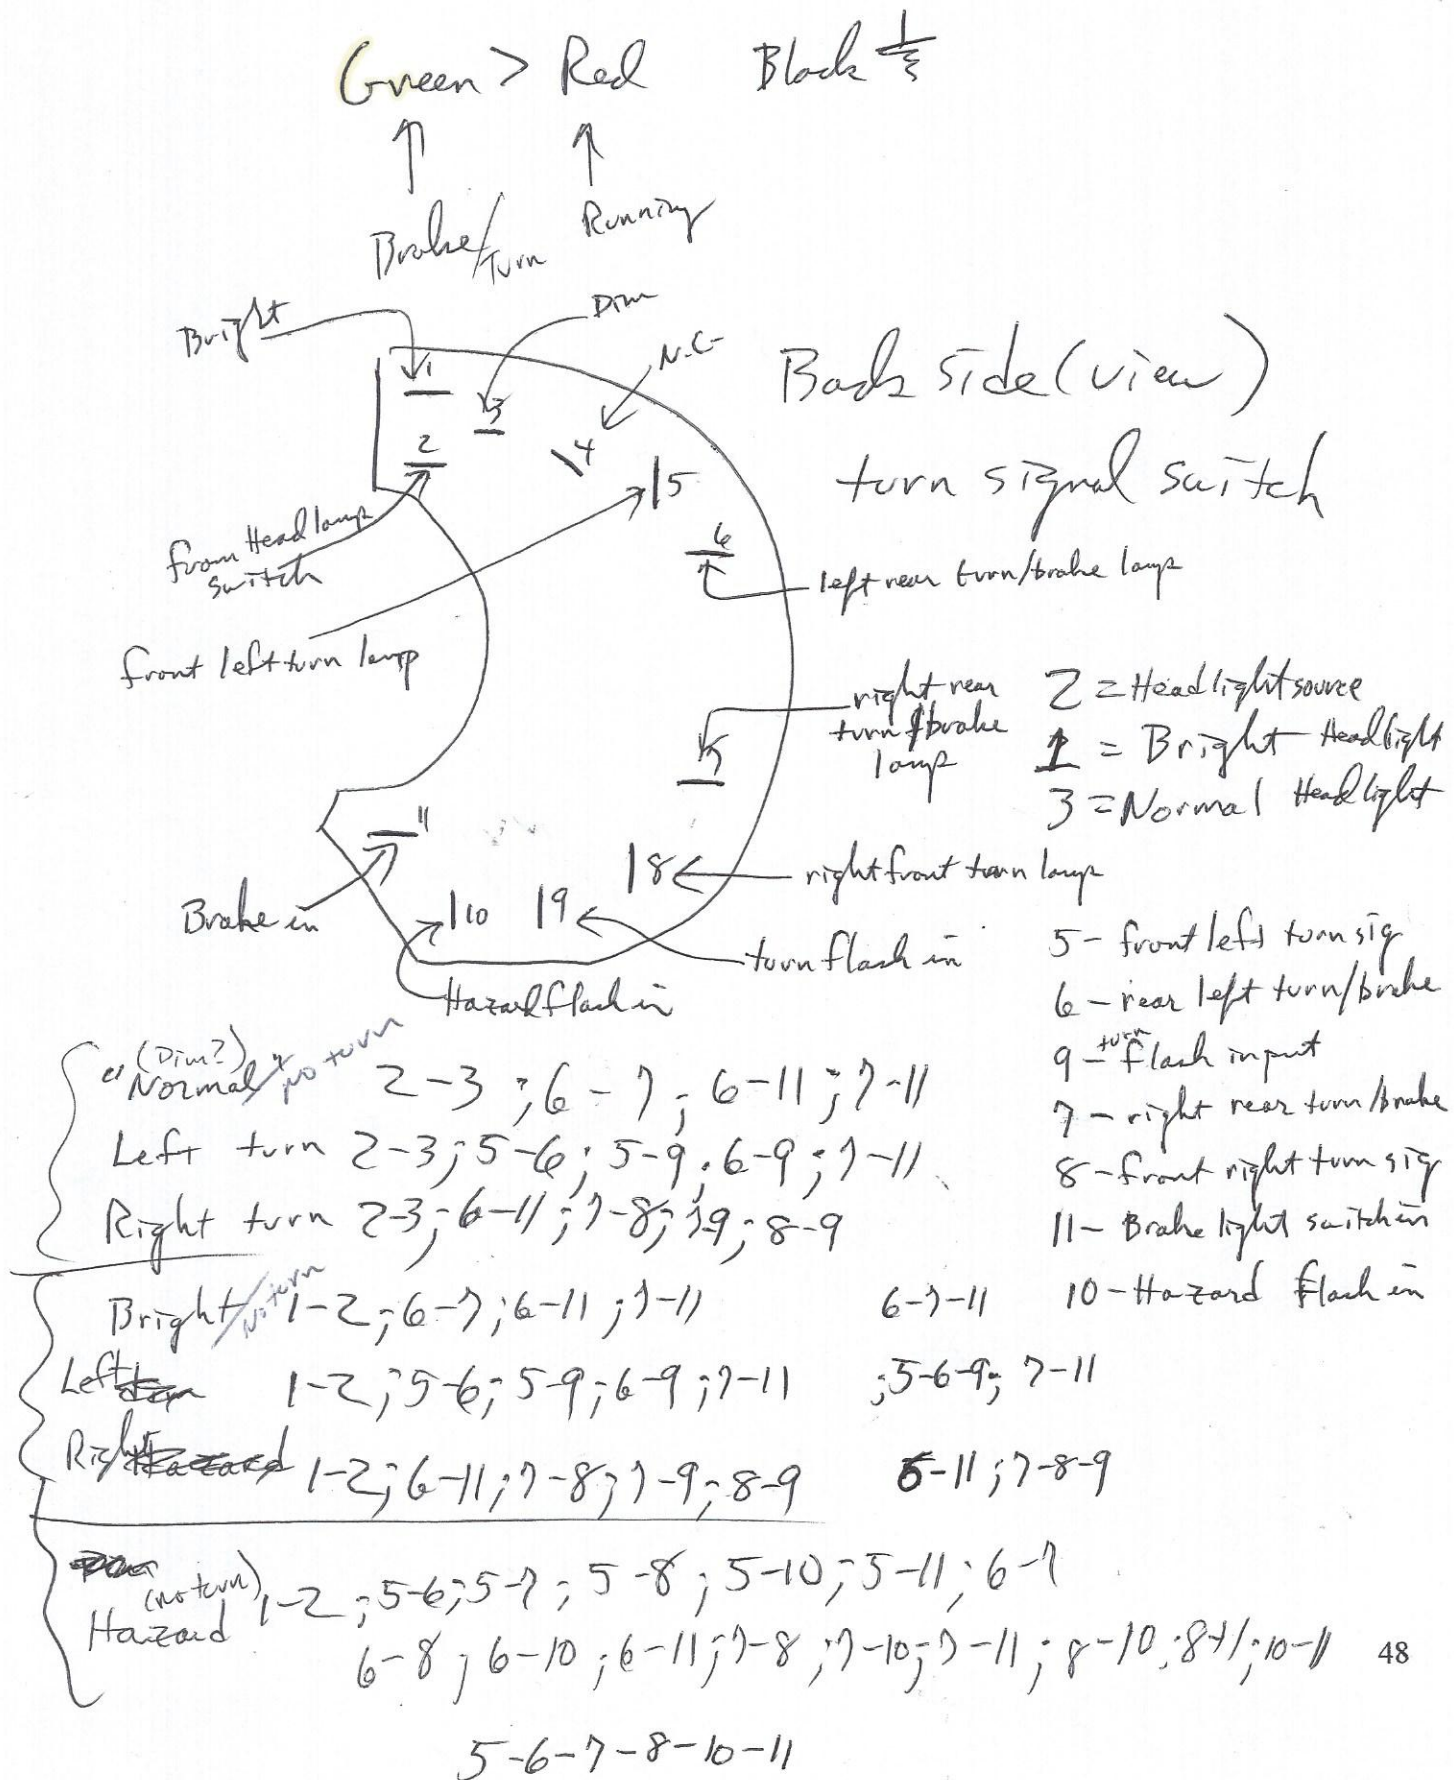 Green > Red Black
Brake/Turn Running
Bright
Dim
N.C.
1
3
2
4
5
6
7
8
9
10
11
Back side (view)
turn signal switch
from Head lamp
switch
left rear turn/brake lamp
front left turn lamp
right rear
turn/brake
lamp
2 = Headlight source
1 = Bright Headlight
3 = Normal Headlight
right front turn lamp
Brake in
turn flash in
Hazard flash in
5 - front left turn sig
6 - rear left turn/brake
9 - turn flash input
7 - right rear turn/brake
8 - front right turn sig
11 - Brake light switch in
10 - Hazard flash in
(Dim?)
"Normal" no turn 2-3 ; 6-7 ; 6-11 ; 7-11
Left turn 2-3 ; 5-6 ; 5-9 ; 6-9 ; 7-11
Right turn 2-3 ; 6-11 ; 7-8 ; 7-9 ; 8-9
Bright/No turn 1-2 ; 6-7 ; 6-11 ; 7-11 6-7-11
Left 1-2 ; 5-6 ; 5-9 ; 6-9 ; 7-11 ; 5-6-9 ; 7-11
Right 1-2 ; 6-11 ; 7-8 ; 7-9 ; 8-9 6-11 ; 7-8-9
(no turn)
Hazard 1-2 ; 5-6 ; 5-7 ; 5-8 ; 5-10 ; 5-11 ; 6-7
6-8 ; 6-10 ; 6-11 ; 7-8 ; 7-10 ; 7-11 ; 8-10 ; 8-11 ; 10-11
48
5-6-7-8-10-11